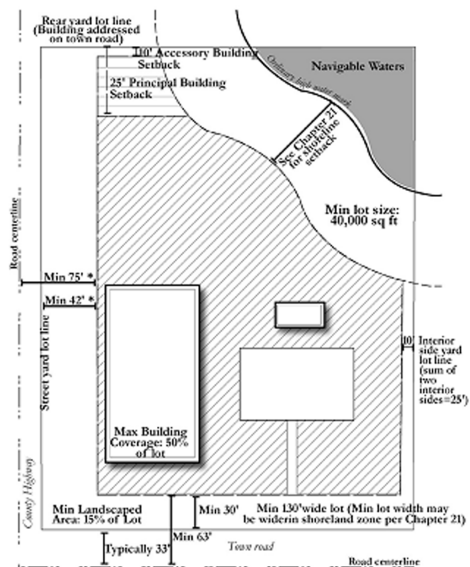 Rear yard lot line
(Building addressed
on town road)
10' Accessory Building
Setback
25' Principal Building
Setback
Navigable Waters
Ordinary high water mark
See Chapter 21
for shoreline
setback
Min lot size:
40,000 sq ft
Road centerline
Min 75' *
Min 42' *
Street yard lot line
10
Interior
side yard
lot line
(sum of
two
interior
sides=25')
Max Building
Coverage: 50%
of lot
County Highway
Min Landscaped
Area: 15% of Lot
Min 30'
Min 130'wide lot (Min lot width may
be widerin shoreland zone per Chapter 21)
Min 63'
Typically 33'
Town road
Road centerline